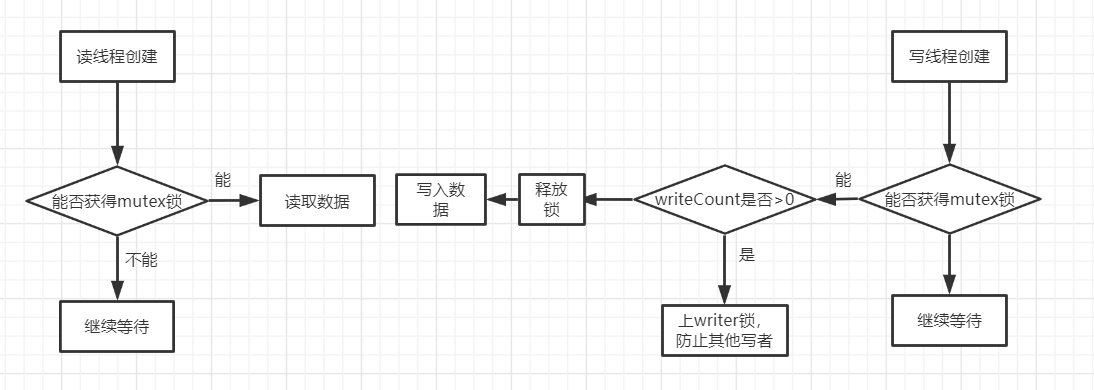 读线程创建
写线程创建
能否获得mutex锁
能
读取数据
写入数
据
释放
锁
writeCount是否>0
能
能否获得mutex锁
不能
是
继续等待
上writer锁，
防止其他写者
继续等待